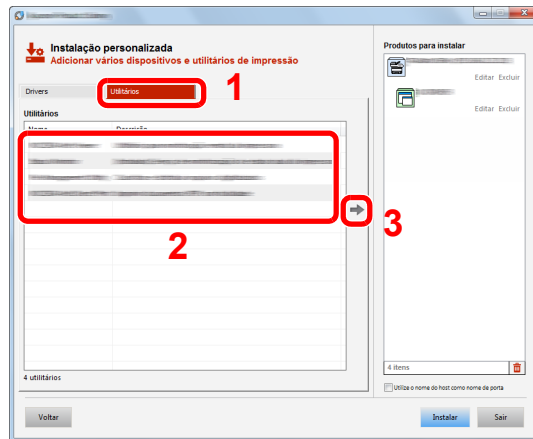 Instalação personalizada
Adicionar vários dispositivos e utilitários de impressão
Drivers
Utilitários
1
Utilitários
Nome
Descrição
2
3
4 utilitários
Produtos para instalar
Editar Excluir
Editar Excluir
4 itens
Utilize o nome do host como nome de porta
Voltar
Instalar
Sair